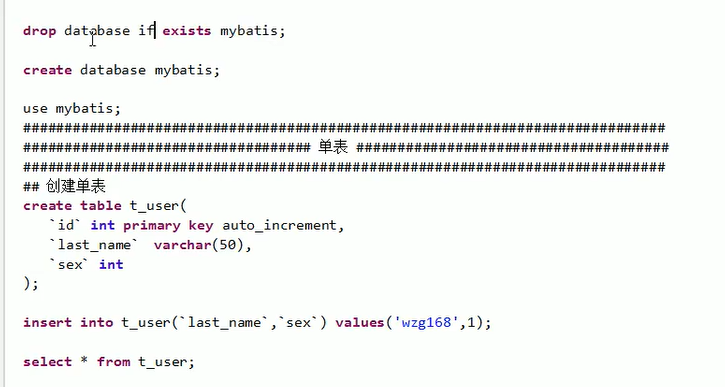 drop database if exists mybatis;
create database mybatis;
use mybatis;
##############################################################################
################################### 单表 ######################################
##############################################################################
## 创建单表
create table t_user(
`id` int primary key auto_increment,
`last_name` varchar(50),
`sex` int
);
insert into t_user(`last_name`,`sex`) values('wzg168',1);
select * from t_user;